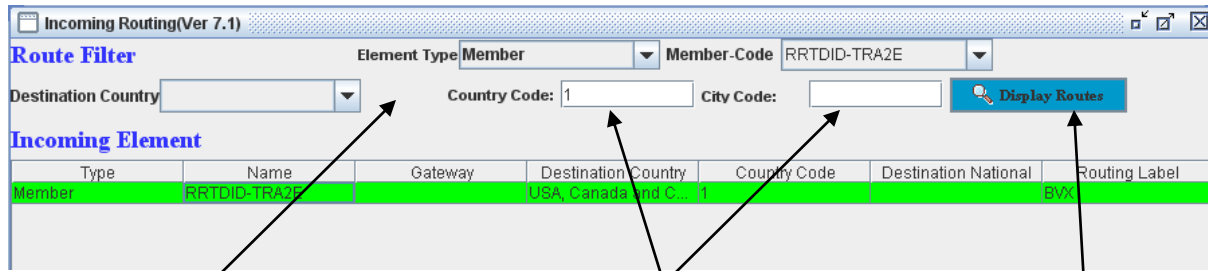 Incoming Routing(Ver 7.1)
Route Filter Element Type Member Member-Code RRTDID-TRA2E
Destination Country Country Code: 1 City Code: Display Routes
Incoming Element
Type Name Gateway Destination Country Country Code Destination National Routing Label
Member RRTDID-TRA2E USA, Canada and C... 1 BVX